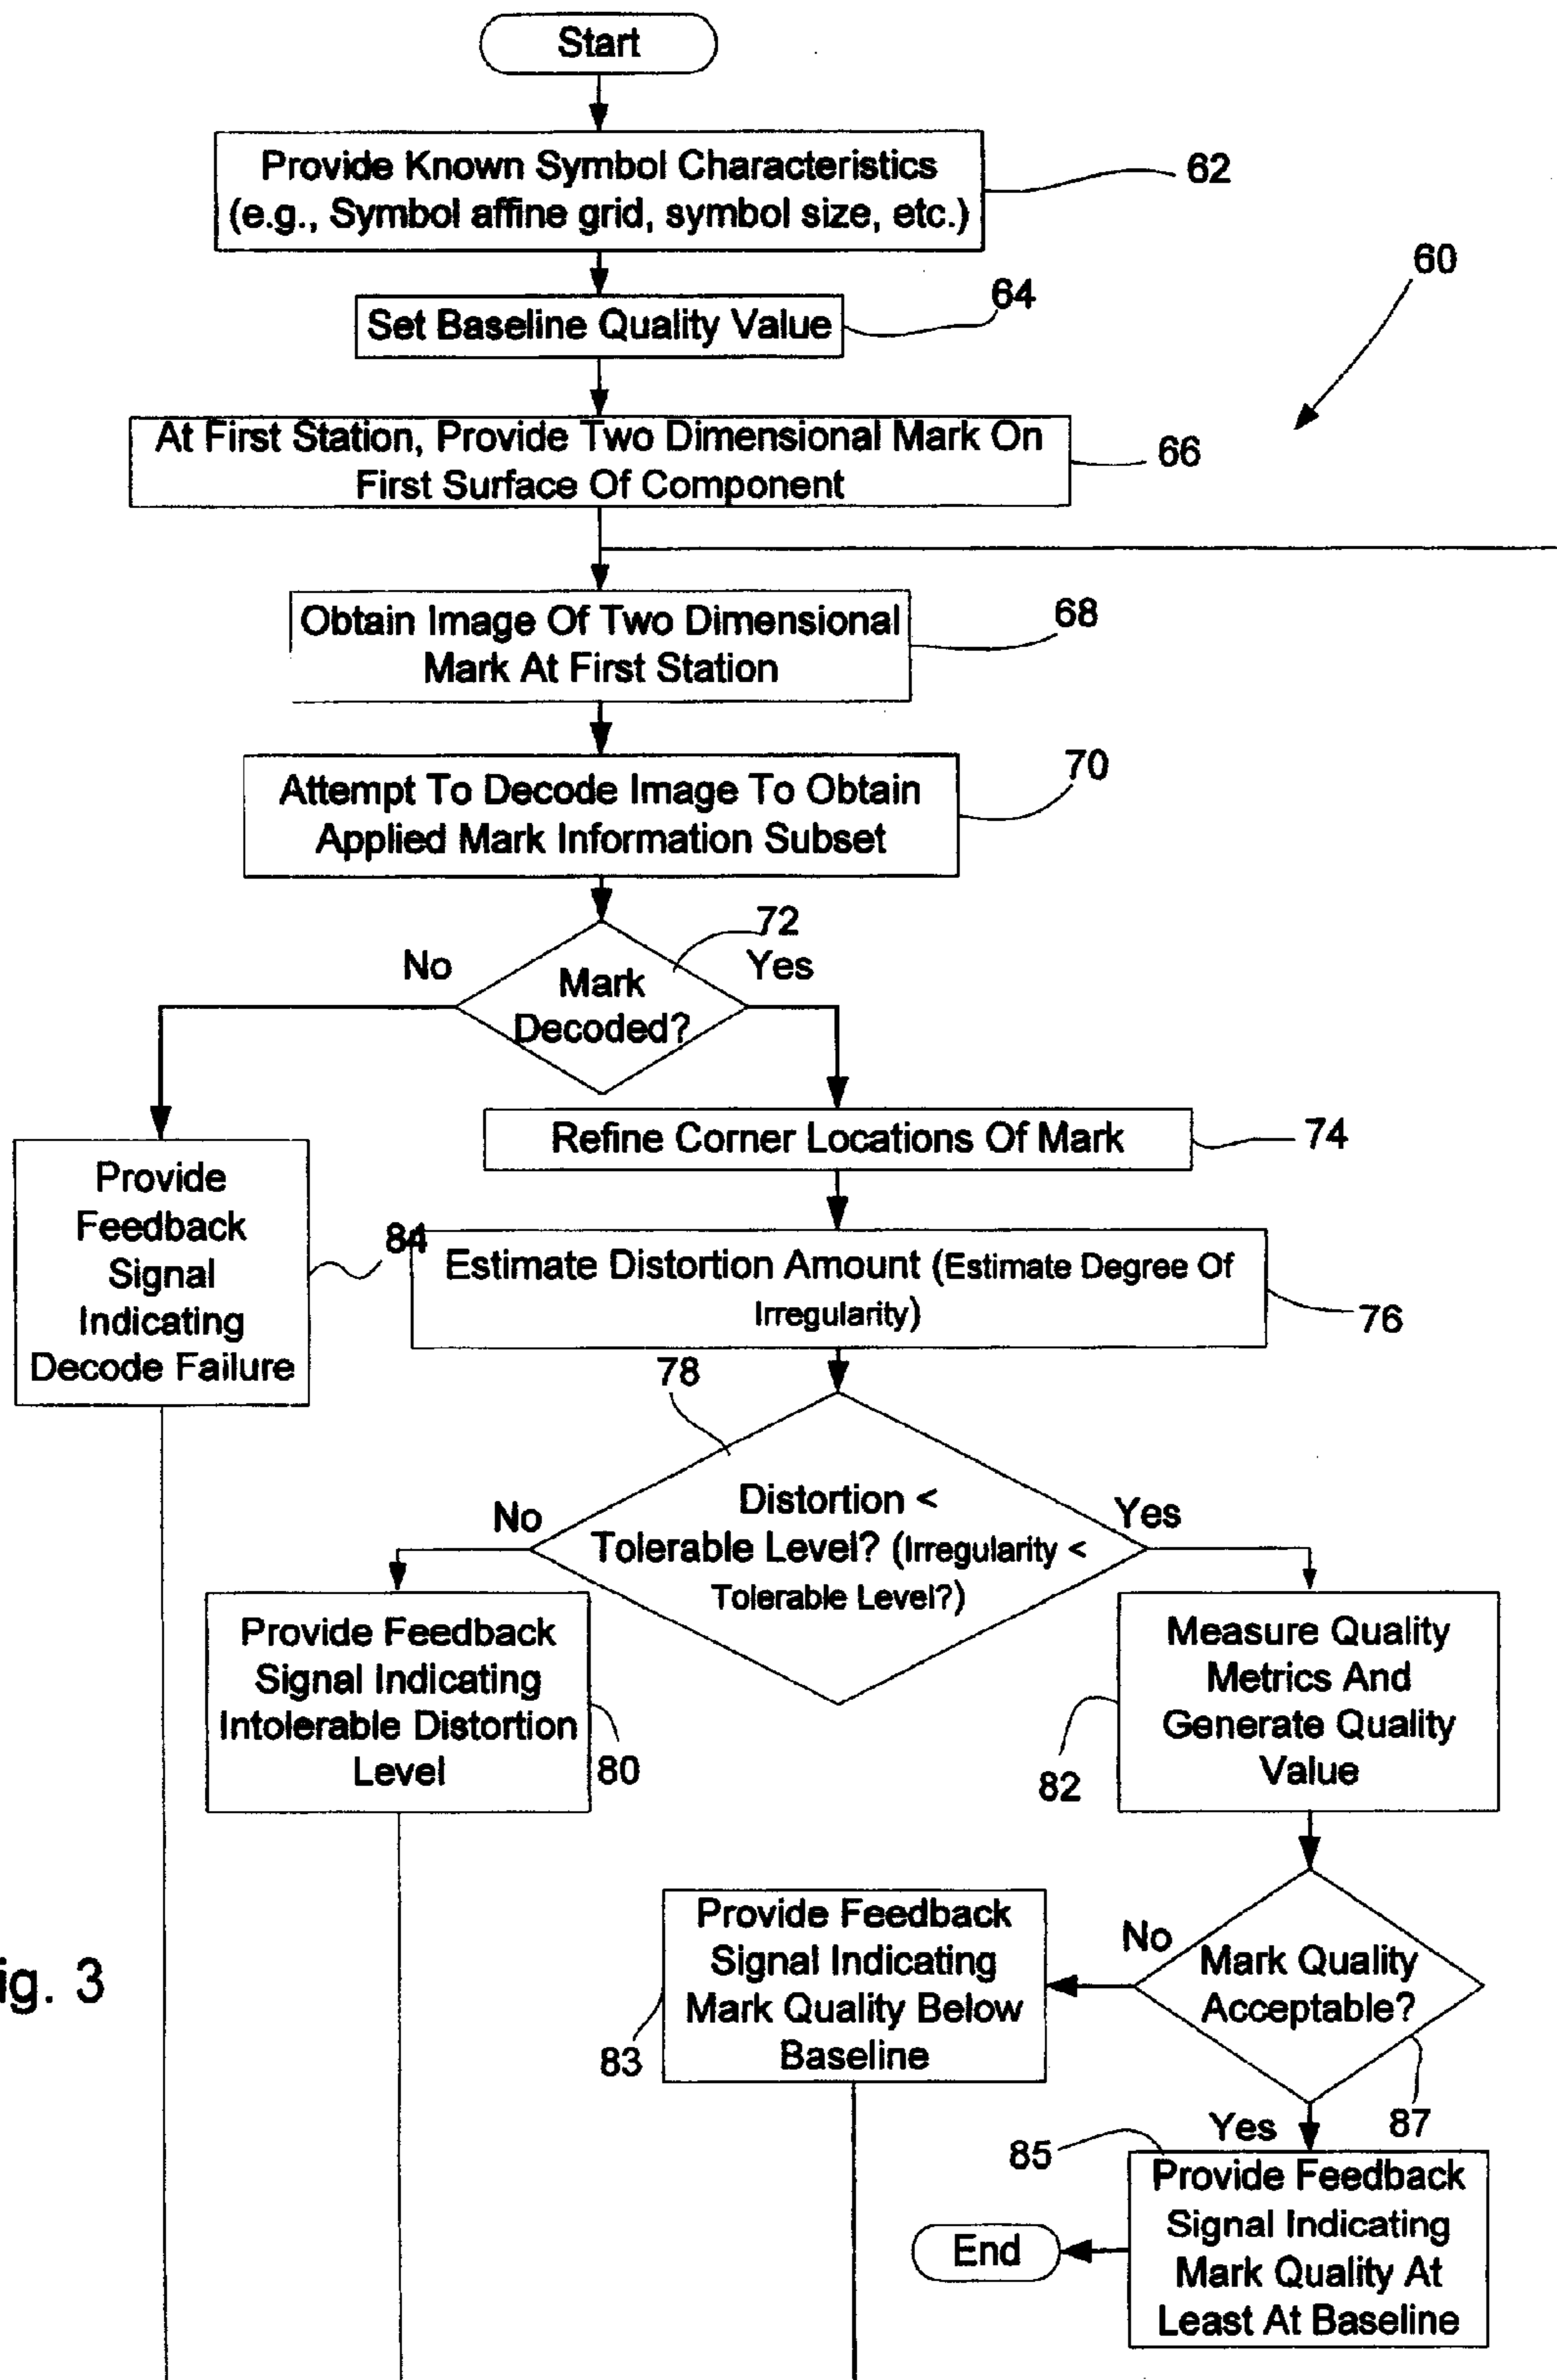 Start
Provide Known Symbol Characteristics
(e.g., Symbol affine grid, symbol size, etc.)
62
60
Set Baseline Quality Value
64
At First Station, Provide Two Dimensional Mark On
First Surface Of Component
66
Obtain Image Of Two Dimensional
Mark At First Station
68
Attempt To Decode Image To Obtain
Applied Mark Information Subset
70
72
No
Yes
Mark
Decoded?
Refine Corner Locations Of Mark
74
Provide
Feedback
Signal
Indicating
Decode Failure
84
Estimate Distortion Amount (Estimate Degree Of
Irregularity)
76
78
No
Yes
Distortion <
Tolerable Level? (Irregularity <
Tolerable Level?)
Provide Feedback
Signal Indicating
Intolerable Distortion
Level
80
Measure Quality
Metrics And
Generate Quality
Value
82
Provide Feedback
Signal Indicating
Mark Quality Below
Baseline
83
No
Mark Quality
Acceptable?
87
ig. 3
Yes
85
Provide Feedback
Signal Indicating
Mark Quality At
Least At Baseline
End